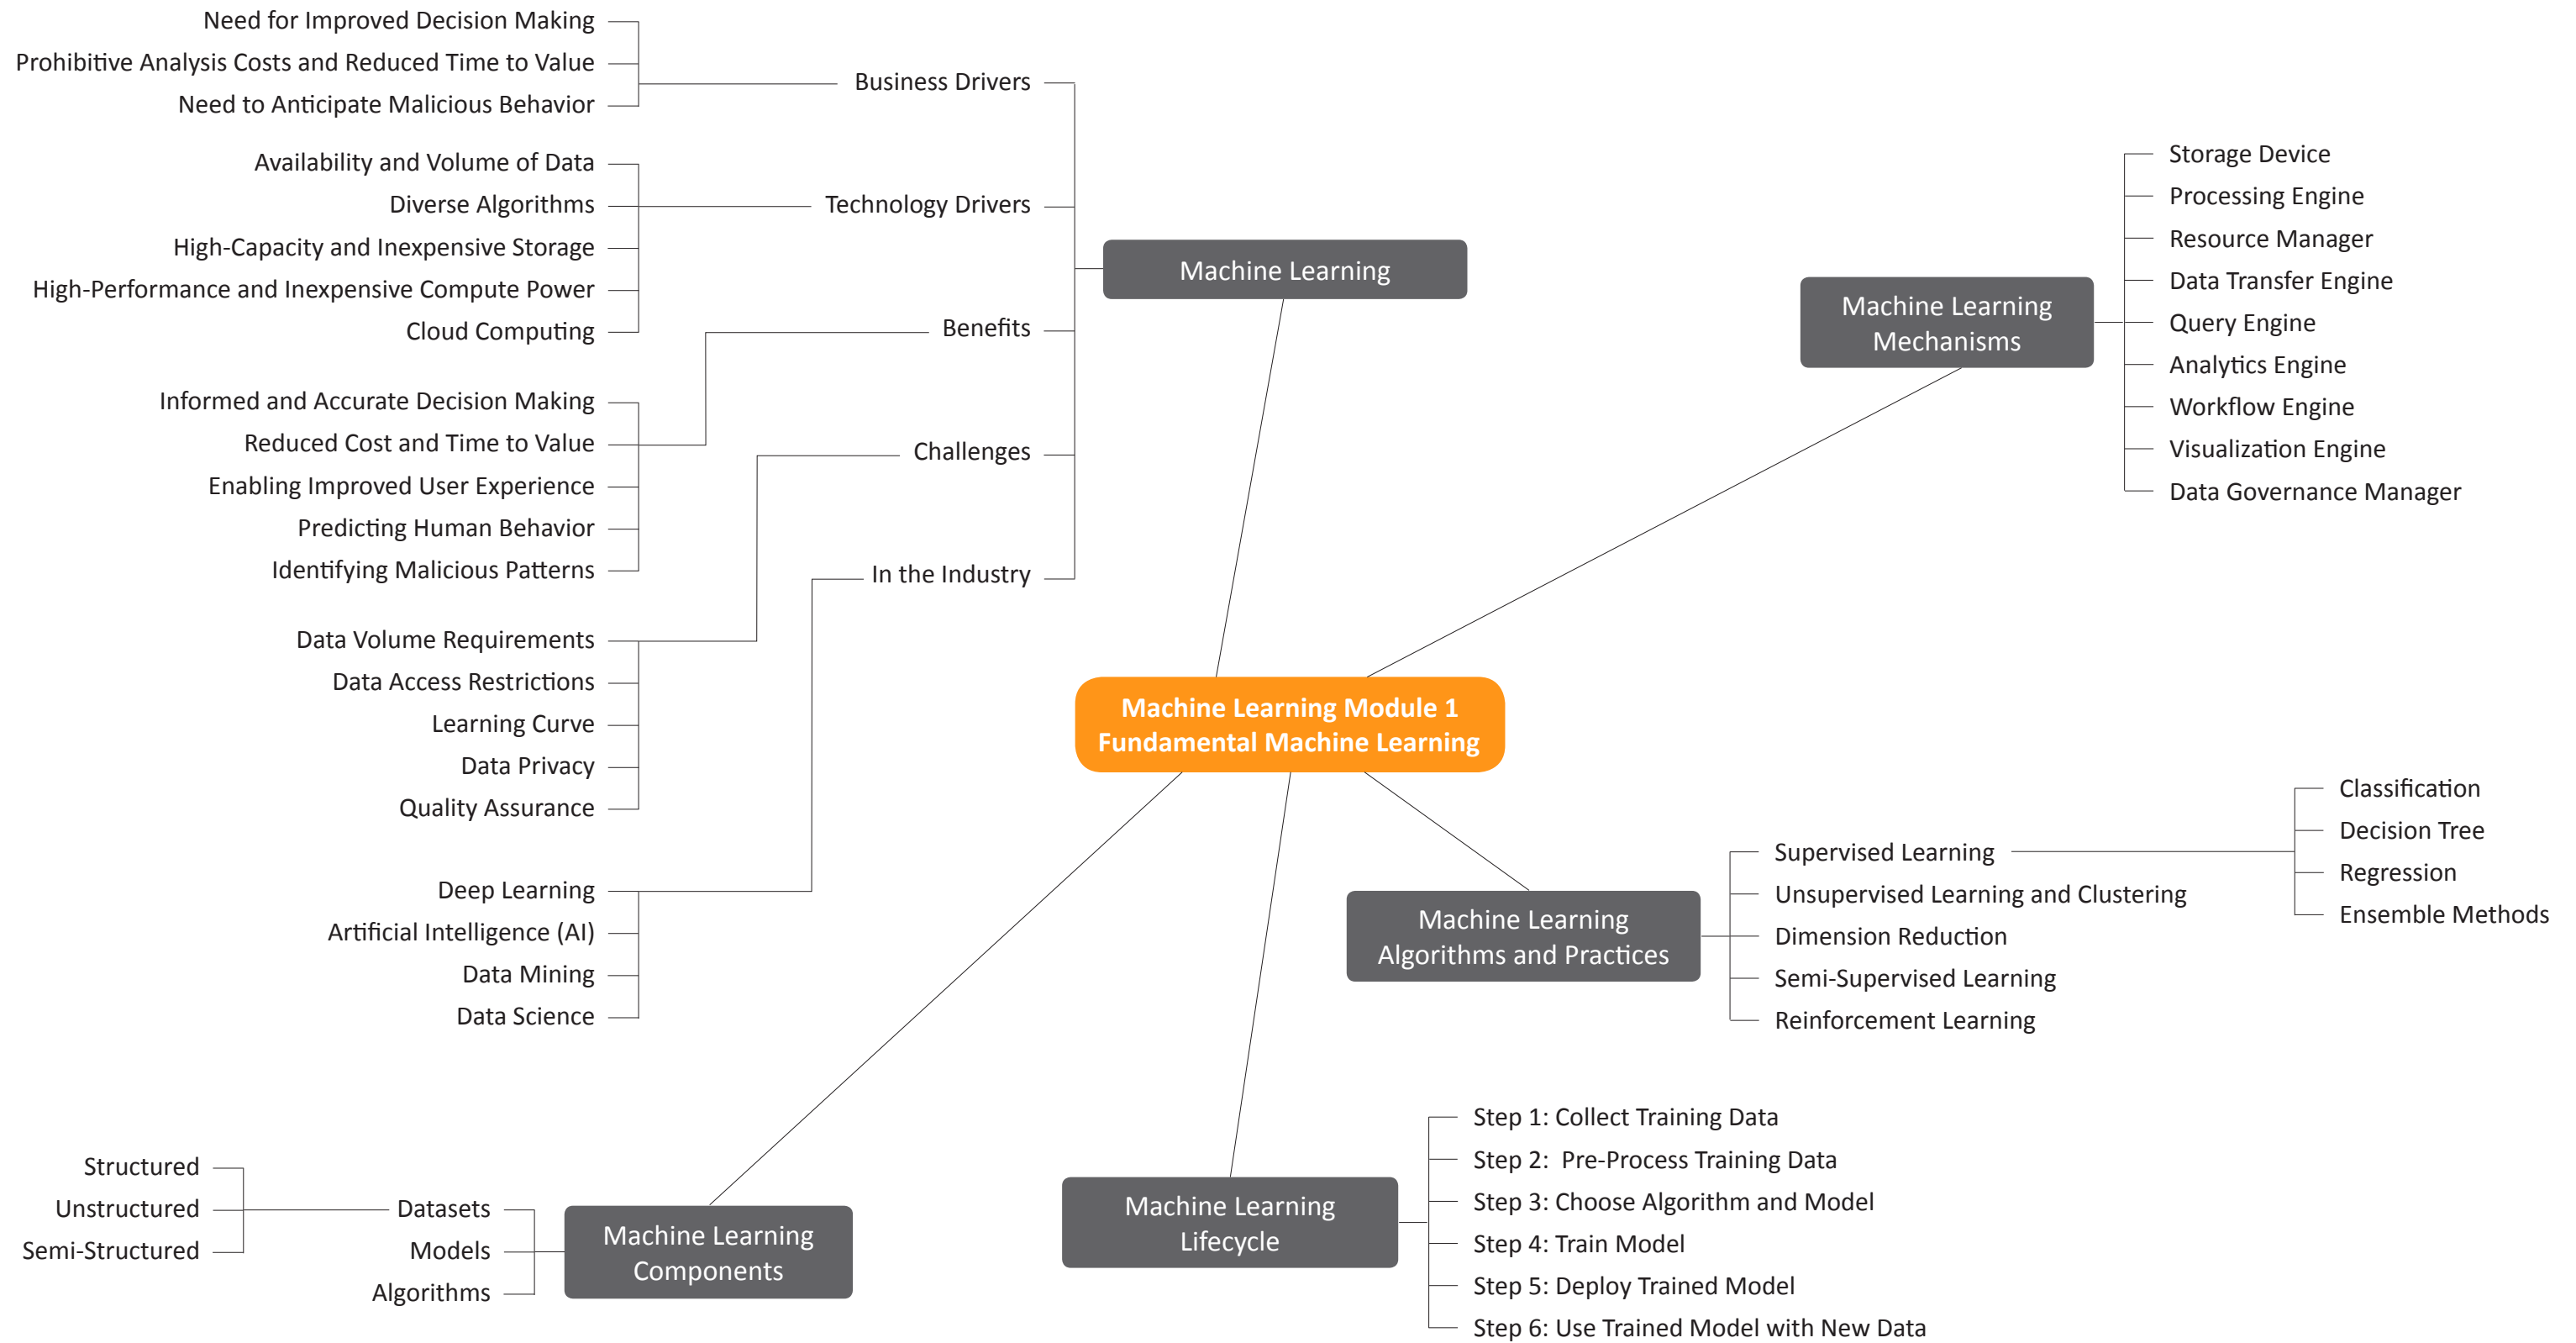 Need for Improved Decision Making
Prohibitive Analysis Costs and Reduced Time to Value
Need to Anticipate Malicious Behavior
Business Drivers
Availability and Volume of Data
Diverse Algorithms
High-Capacity and Inexpensive Storage
High-Performance and Inexpensive Compute Power
Cloud Computing
Technology Drivers
Informed and Accurate Decision Making
Reduced Cost and Time to Value
Enabling Improved User Experience
Predicting Human Behavior
Identifying Malicious Patterns
Benefits
Data Volume Requirements
Data Access Restrictions
Learning Curve
Data Privacy
Quality Assurance
Challenges
Deep Learning
Artificial Intelligence (AI)
Data Mining
Data Science
In the Industry
Machine Learning
Machine Learning
Mechanisms
Storage Device
Processing Engine
Resource Manager
Data Transfer Engine
Query Engine
Analytics Engine
Workflow Engine
Visualization Engine
Data Governance Manager
Machine Learning Module 1
Fundamental Machine Learning
Machine Learning
Algorithms and Practices
Supervised Learning
Unsupervised Learning and Clustering
Dimension Reduction
Semi-Supervised Learning
Reinforcement Learning
Classification
Decision Tree
Regression
Ensemble Methods
Structured
Unstructured
Semi-Structured
Datasets
Models
Algorithms
Machine Learning
Components
Machine Learning
Lifecycle
Step 1: Collect Training Data
Step 2:  Pre-Process Training Data
Step 3: Choose Algorithm and Model
Step 4: Train Model
Step 5: Deploy Trained Model
Step 6: Use Trained Model with New Data